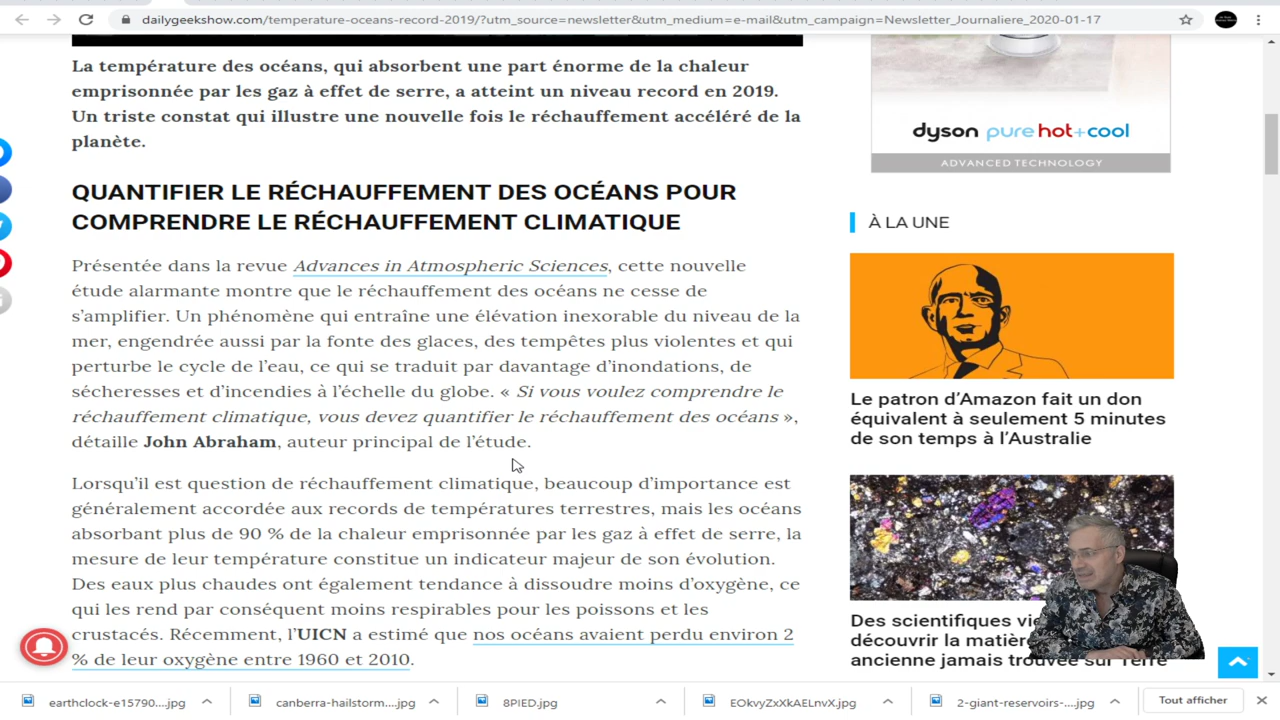 dailygeekshow.com/temperature-oceans-record-2019/?utm_source=newsletter&utm_medium=e-mail&utm_campaign=Newsletter_Journaliere_2020-01-17
La température des océans, qui absorbent une part énorme de la chaleur
emprisonnée par les gaz à effet de serre, a atteint un niveau record en 2019.
Un triste constat qui illustre une nouvelle fois le réchauffement accéléré de la
planète.
QUANTIFIER LE RÉCHAUFFEMENT DES OCÉANS POUR
COMPRENDRE LE RÉCHAUFFEMENT CLIMATIQUE
Présentée dans la revue Advances in Atmospheric Sciences, cette nouvelle
étude alarmante montre que le réchauffement des océans ne cesse de
s’amplifier. Un phénomène qui entraîne une élévation inexorable du niveau de la
mer, engendrée aussi par la fonte des glaces, des tempêtes plus violentes et qui
perturbe le cycle de l’eau, ce qui se traduit par davantage d’inondations, de
sécheresses et d’incendies à l’échelle du globe. « Si vous voulez comprendre le
réchauffement climatique, vous devez quantifier le réchauffement des océans »,
détaille John Abraham, auteur principal de l’étude.
Lorsqu’il est question de réchauffement climatique, beaucoup d’importance est
généralement accordée aux records de températures terrestres, mais les océans
absorbant plus de 90 % de la chaleur emprisonnée par les gaz à effet de serre, la
mesure de leur température constitue un indicateur majeur de son évolution.
Des eaux plus chaudes ont également tendance à dissoudre moins d’oxygène, ce
qui les rend par conséquent moins respirables pour les poissons et les
crustacés. Récemment, l’UICN a estimé que nos océans avaient perdu environ 2
% de leur oxygène entre 1960 et 2010.
dyson pure hot+cool
ADVANCED TECHNOLOGY
À LA UNE
Le patron d’Amazon fait un don
équivalent à seulement 5 minutes
de son temps à l’Australie
Des scientifiques
découvrir la matière
ancienne jamais trouvée sur Terre
earthclock-e15790....jpg
canberra-hailstorm....jpg
8PIED.jpg
EOkvyZxXkAELnvX.jpg
2-giant-reservoirs-....jpg
Tout afficher